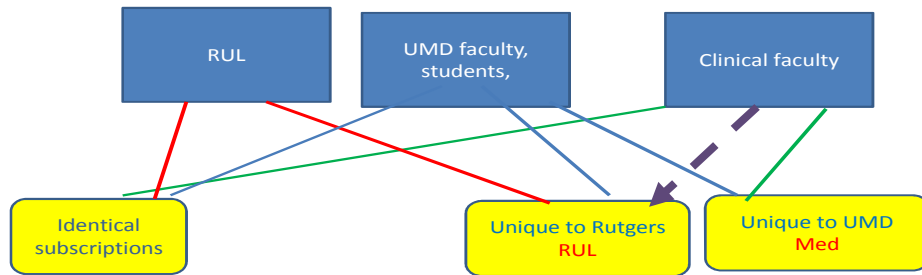 RUL
UMD faculty,
students,
Clinical faculty
Identical
subscriptions
Unique to Rutgers
RUL
Unique to UMD
Med